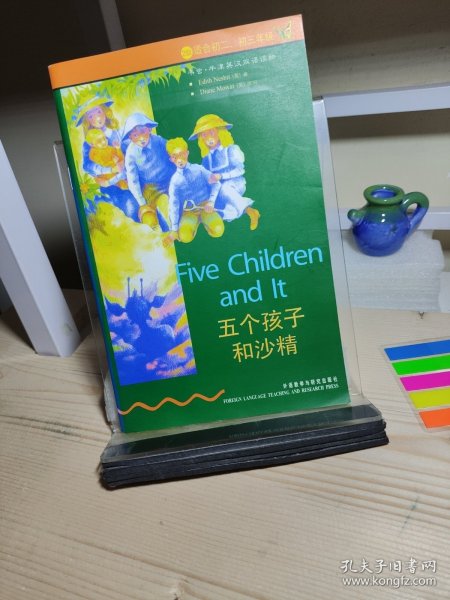 适合初二、初三年级
书虫·牛津英汉双语读物
Edith Nesbit (英) 著
Diane Mowat (英) 改写
Five Children
and It
五个孩子
和沙精
外语教学与研究出版社
FOREIGN LANGUAGE TEACHING AND RESEARCH PRESS
孔夫子旧书网
www.kongfz.com